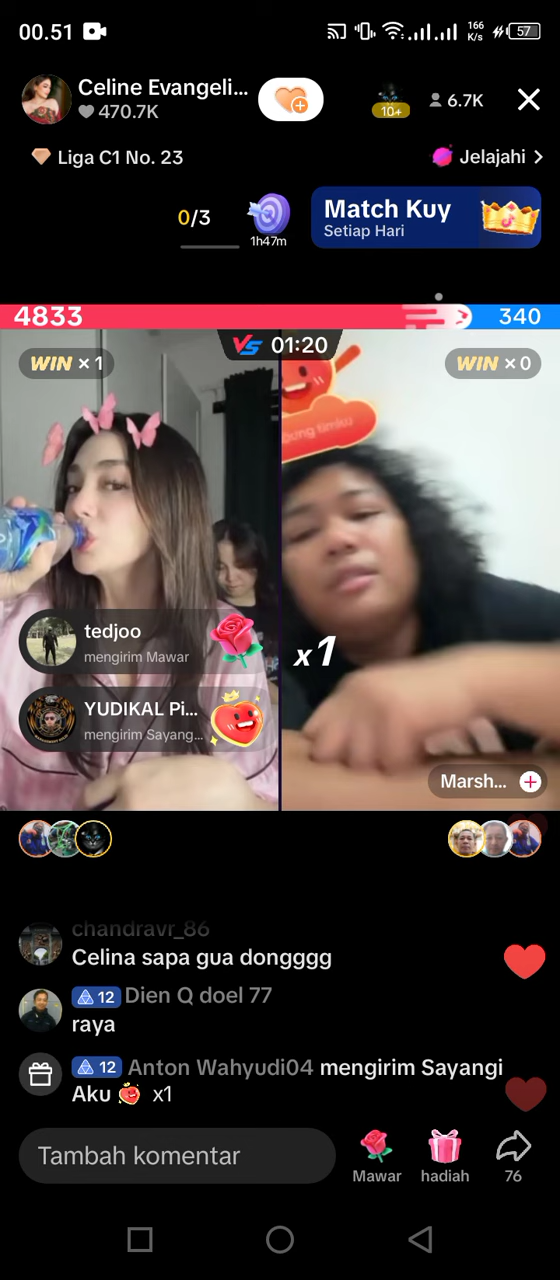 00.51
166
K/s
57
Celine Evangeli...
470.7K
10+
6.7K
Liga C1 No. 23
Jelajahi
0/3
1h47m
Match Kuy
Setiap Hari
4833
340
VS 01:20
WIN x 1
WIN x 0
bung timku
tedjoo
mengirim Mawar
x1
YUDIKAL Pi...
mengirim Sayang...
Marsh...
chandravr_86
Celina sapa gua dongggg
12 Dien Q doel 77
raya
12 Anton Wahyudi04 mengirim Sayangi
Aku x1
Tambah komentar
Mawar
hadiah
76